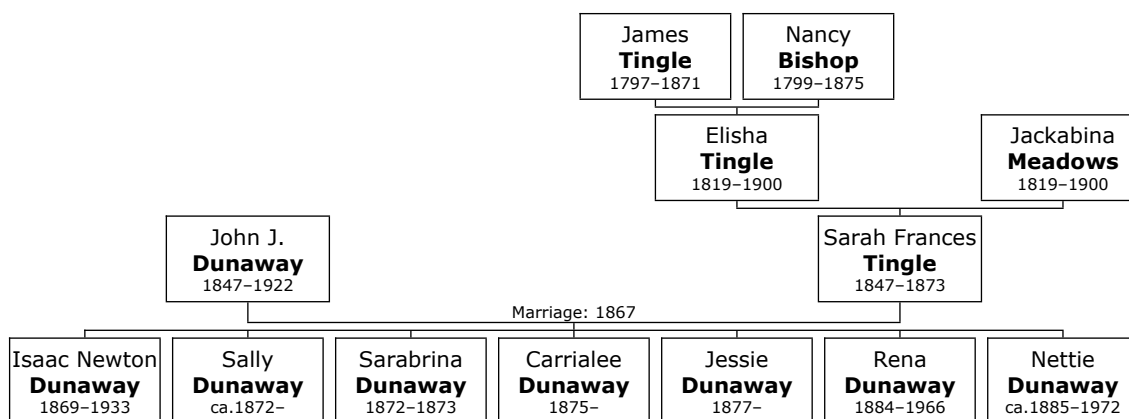 James
Tingle
1797–1871
Nancy
Bishop
1799–1875
Elisha
Tingle
1819–1900
Jackabina
Meadows
1819–1900
John J.
Dunaway
1847–1922
Sarah Frances
Tingle
1847–1873
Marriage: 1867
Isaac Newton
Dunaway
1869–1933
Sally
Dunaway
ca.1872–
Sarabrina
Dunaway
1872–1873
Carrialee
Dunaway
1875–
Jessie
Dunaway
1877–
Rena
Dunaway
1884–1966
Nettie
Dunaway
ca.1885–1972